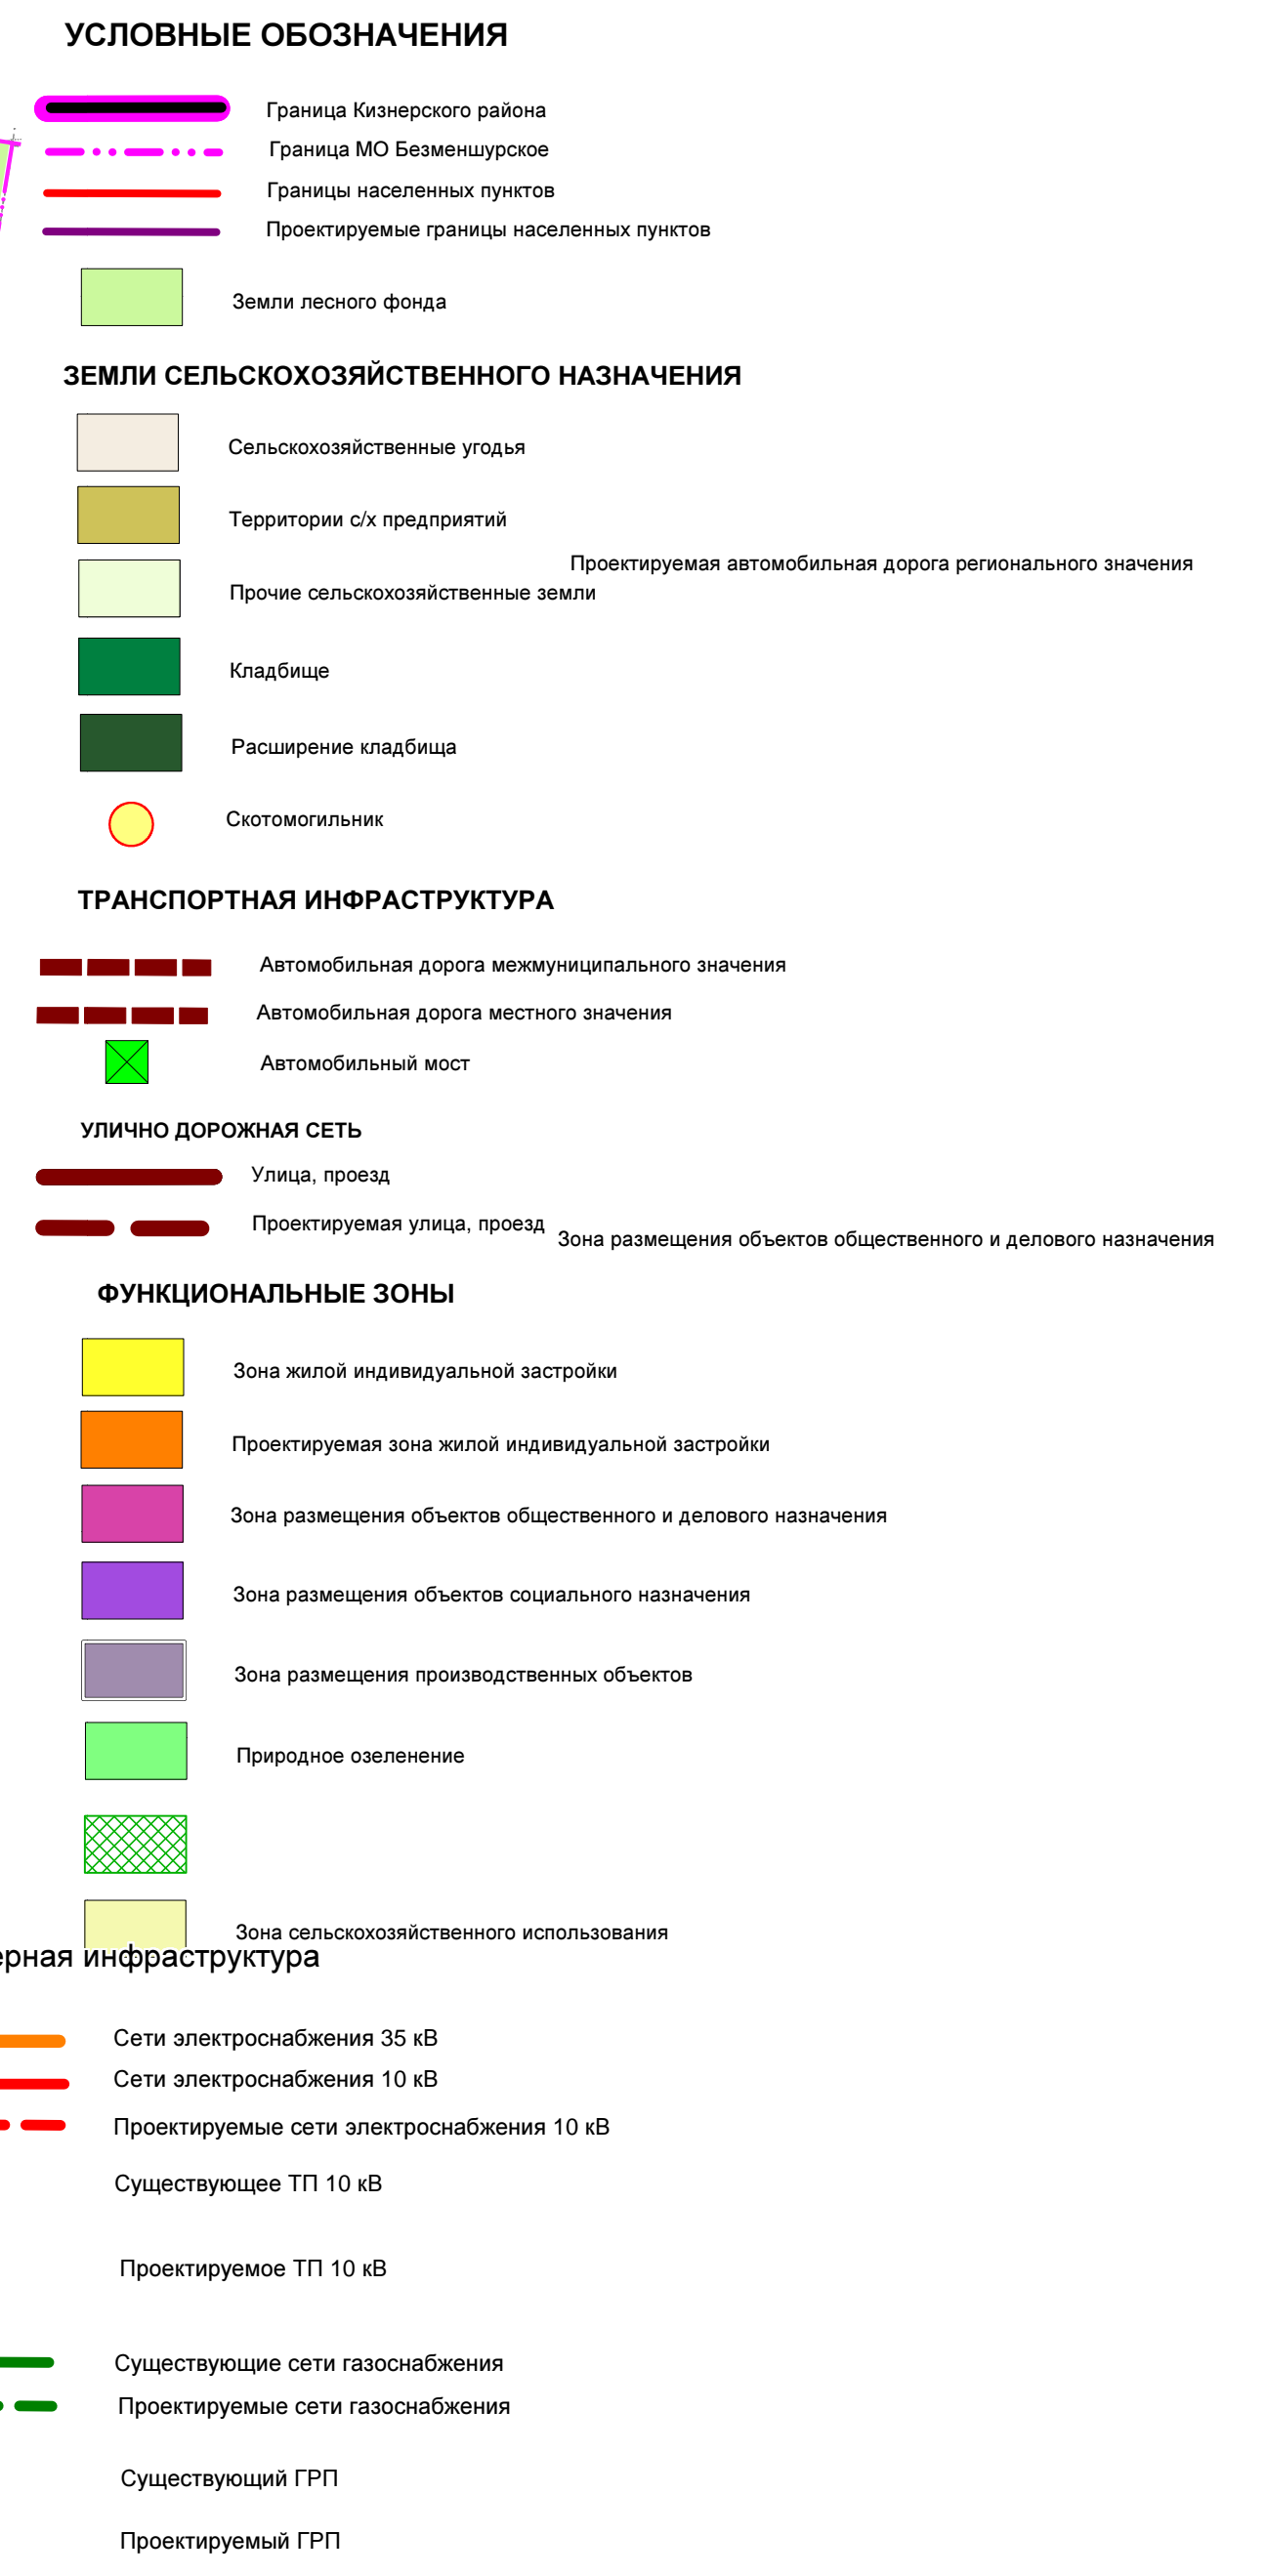 УСЛОВНЫЕ ОБОЗНАЧЕНИЯ
Граница Кизнерского района
Граница МО Безменшурское
Границы населенных пунктов
Проектируемые границы населенных пунктов
Земли лесного фонда
ЗЕМЛИ СЕЛЬСКОХОЗЯЙСТВЕННОГО НАЗНАЧЕНИЯ
Сельскохозяйственные угодья
Территории с/х предприятий
Проектируемая автомобильная дорога регионального значения
Прочие сельскохозяйственные земли
Кладбище
Расширение кладбища
Скотомогильник
ТРАНСПОРТНАЯ ИНФРАСТРУКТУРА
Автомобильная дорога межмуниципального значения
Автомобильная дорога местного значения
Автомобильный мост
УЛИЧНО ДОРОЖНАЯ СЕТЬ
Улица, проезд
Проектируемая улица, проезд
Зона размещения объектов общественного и делового назначения
ФУНКЦИОНАЛЬНЫЕ ЗОНЫ
Зона жилой индивидуальной застройки
Проектируемая зона жилой индивидуальной застройки
Зона размещения объектов общественного и делового назначения
Зона размещения объектов социального назначения
Зона размещения производственных объектов
Природное озеленение
Зона сельскохозяйственного использования
ерная инфраструктура
Сети электроснабжения 35 кВ
Сети электроснабжения 10 кВ
Проектируемые сети электроснабжения 10 кВ
Существующее ТП 10 кВ
Проектируемое ТП 10 кВ
Существующие сети газоснабжения
Проектируемые сети газоснабжения
Существующий ГРП
Проектируемый ГРП